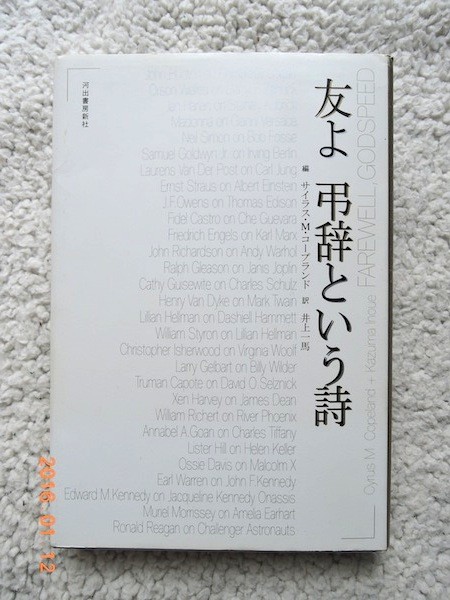 河出書房新社
友よ 弔辞という詩
編 サイラス・M・コープランド 訳 井上一馬
FAREWELL, GODSPEED
Cyrus M. Copeland + Kazuma Inoue
Neil Simon on Bob Fosse
Samuel Goldwyn Jr. on Irving Berlin
Laurens Van Der Post on Carl Jung
Ernst Straus on Albert Einstein
J.F.Owens on Thomas Edison
Fidel Castro on Che Guevara
Friedrich Engels on Karl Marx
John Richardson on Andy Warhol
Ralph Gleason on Janis Joplin
Cathy Guisewite on Charles Schulz
Henry Van Dyke on Mark Twain
Lillian Hellman on Dashiell Hammett
William Styron on Lillian Hellman
Christopher Isherwood on Virginia Woolf
Larry Gelbart on Billy Wilder
Truman Capote on David O. Selznick
Xen Harvey on James Dean
William Richert on River Phoenix
Annabel A.Goan on Charles Tiffany
Lister Hill on Helen Keller
Ossie Davis on Malcolm X
Earl Warren on John F.Kennedy
Edward M.Kennedy on Jacqueline Kennedy Onassis
Muriel Morrissey on Amelia Earhart
Ronald Reagan on Challenger Astronauts
2016 01 12